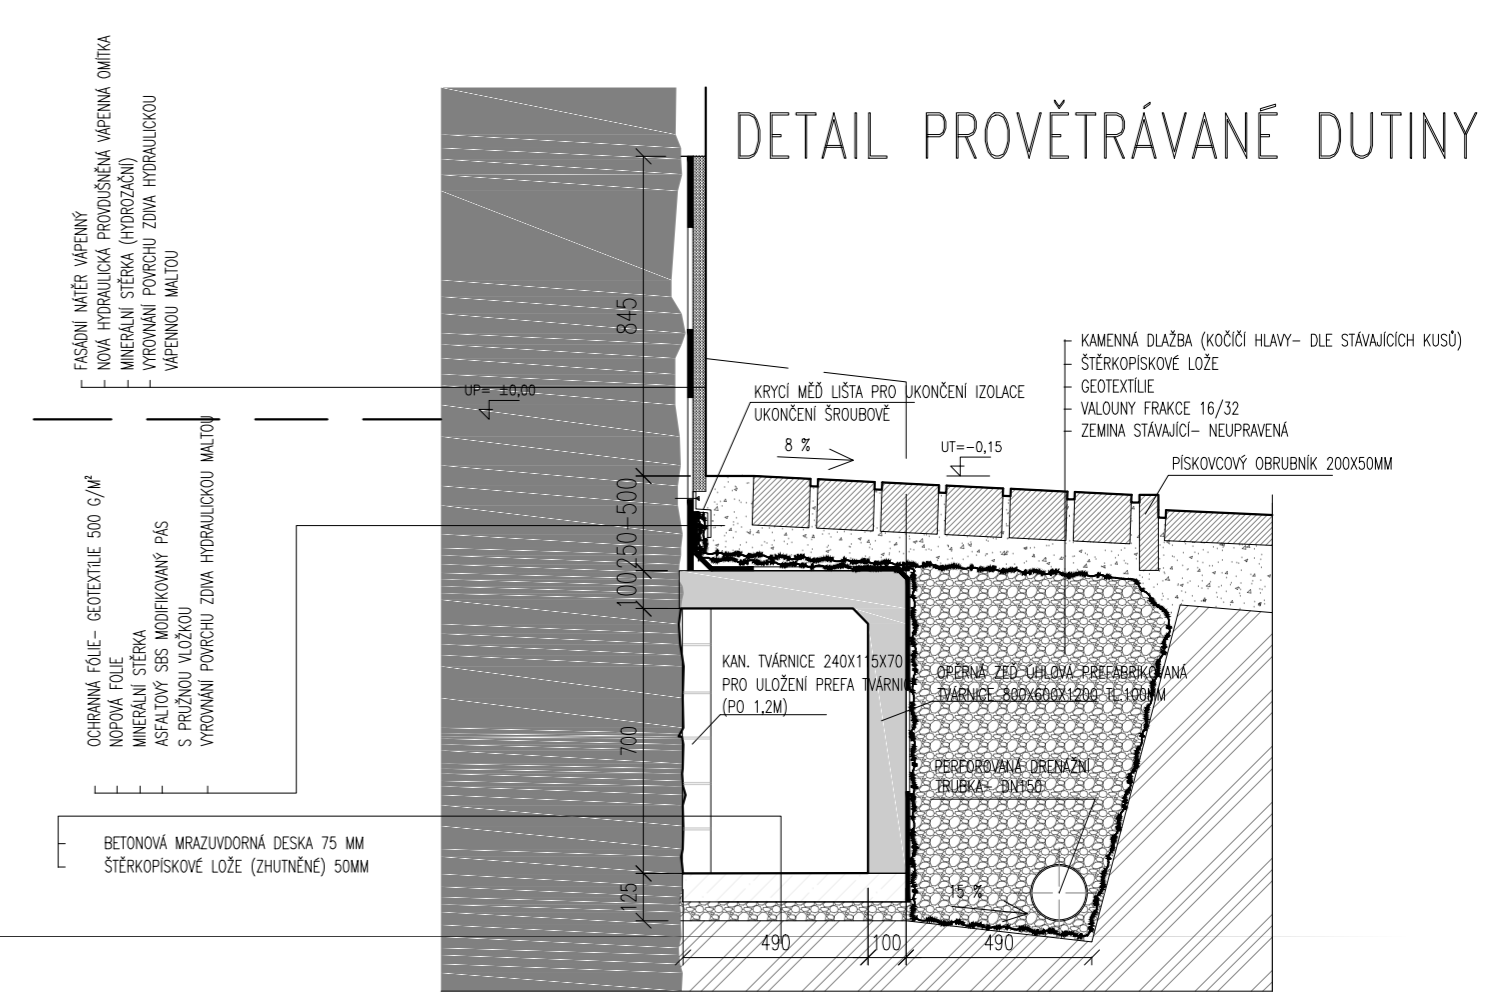 DETAIL PROVĚTRÁVANÉ DUTINY
FASÁDNÍ NÁTĚR VÁPENNÝ
NOVÁ HYDRAULICKÁ PROVDUŠNĚNÁ VÁPENNÁ OMÍTKA
MINERÁLNÍ STĚRKA (HYDROZAČNÍ)
VYROVNÁNÍ POVRCHU ZDIVA HYDRAULICKOU
VÁPENNOU MALTOU
845
UP= ±0,00
KRYCÍ MĚĎ LIŠTA PRO UKONČENÍ IZOLACE
UKONČENÍ ŠROUBOVĚ
8 %
UT=-0,15
KAMENNÁ DLAŽBA (KOČÍČÍ HLAVY- DLE STÁVAJÍCÍCH KUSŮ)
ŠTĚRKOPÍSKOVÉ LOŽE
GEOTEXTÍLIE
VALOUNY FRAKCE 16/32
ZEMINA STÁVAJÍCÍ- NEUPRAVENÁ
PÍSKOVCOVÝ OBRUBNÍK 200X50MM
OCHRANNÁ FÓLIE- GEOTEXTILIE 500 G/M²
NOPOVÁ FOLIE
MINERÁLNÍ STĚRKA
ASFALTOVÝ SBS MODIFIKOVANÝ PÁS
S PRUŽNOU VLOŽKOU
VYROVNÁNÍ POVRCHU ZDIVA HYDRAULICKOU MALTOU
250-500
100
700
125
KAN. TVÁRNICE 240X115X70
PRO ULOŽENÍ PREFA TVÁRNIC
(PO 1,2M)
OPĚRNÁ ZEĎ ÚHLOVÁ PREFABRIKOVANÁ
TVÁRNICE 800X600X1200 TL.100MM
PERFOROVANÁ DRENÁŽNÍ
TRUBKA- DN150
15 %
BETONOVÁ MRAZUVDORNÁ DESKA 75 MM
ŠTĚRKOPÍSKOVÉ LOŽE (ZHUTNĚNÉ) 50MM
490
100
490